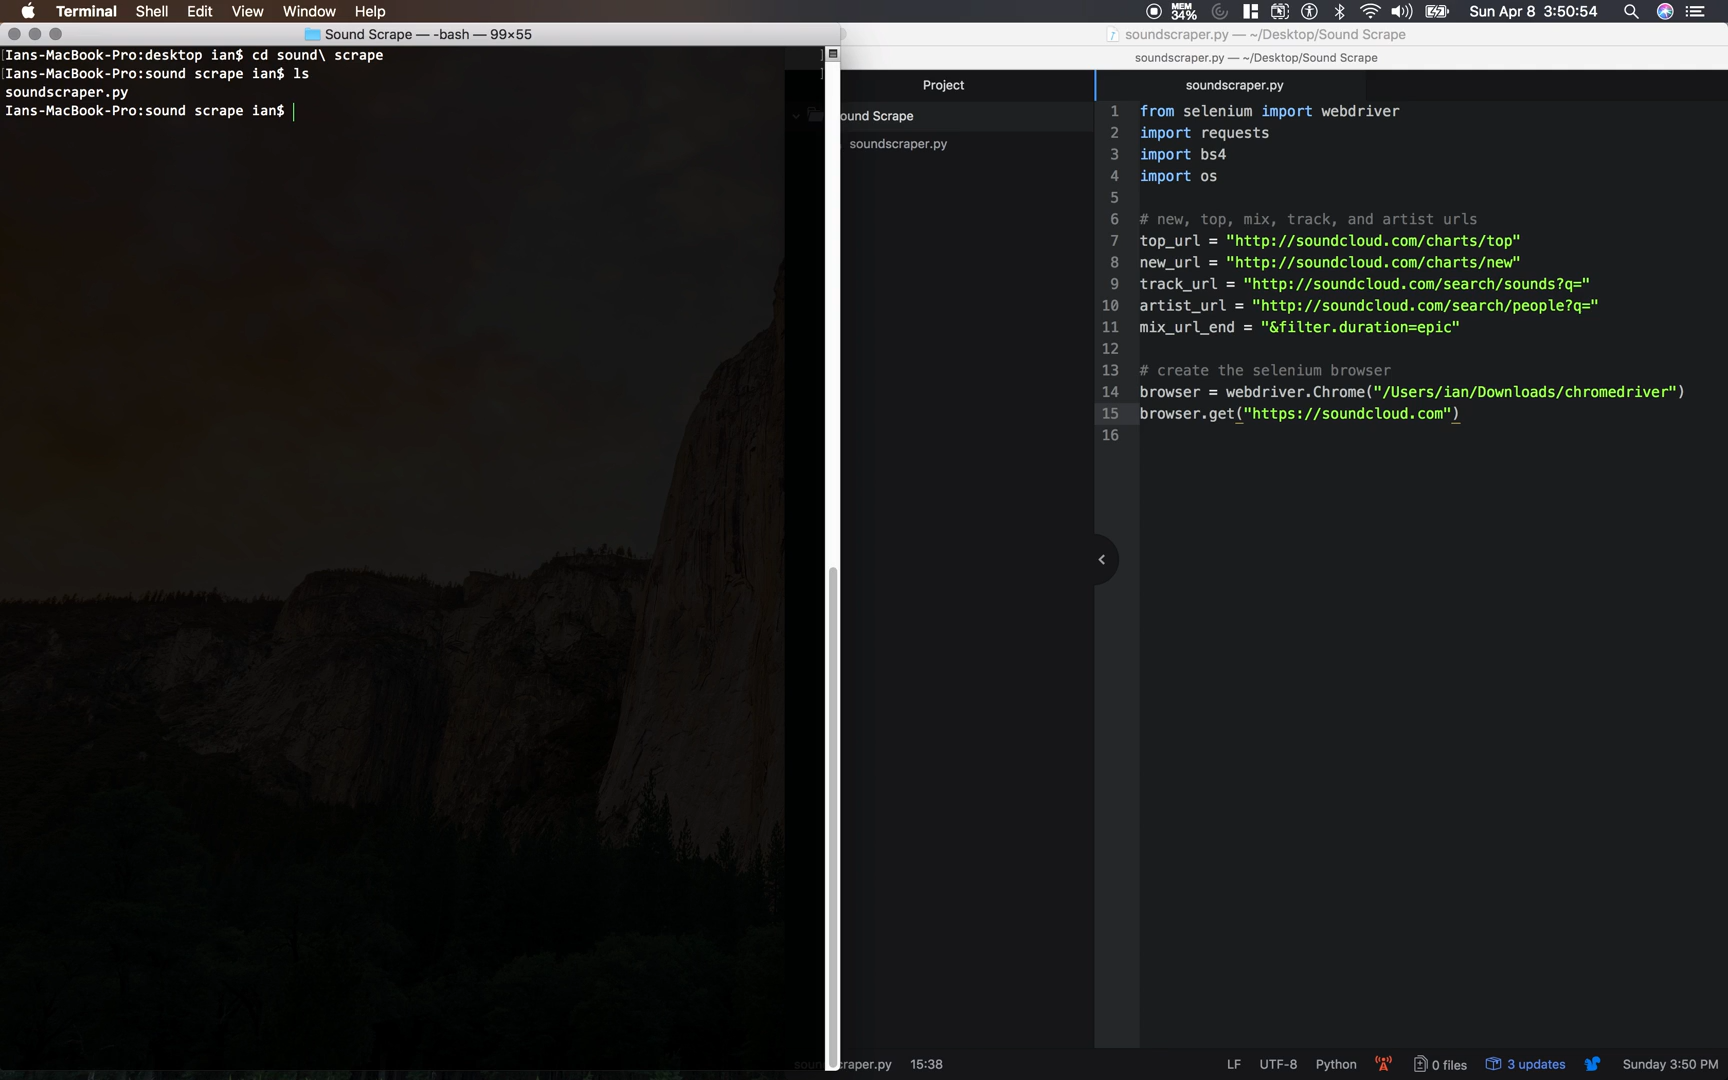 Terminal Shell Edit View Window Help
MEM 34% Sun Apr 8 3:50:54
Sound Scrape — -bash — 99×55
[Ians-MacBook-Pro:desktop ian$ cd sound\ scrape ]
[Ians-MacBook-Pro:sound scrape ian$ ls ]
soundscraper.py
Ians-MacBook-Pro:sound scrape ian$
soundscraper.py — ~/Desktop/Sound Scrape
soundscraper.py — ~/Desktop/Sound Scrape
Project
ound Scrape
soundscraper.py
soundscraper.py
1 from selenium import webdriver
2 import requests
3 import bs4
4 import os
5
6 # new, top, mix, track, and artist urls
7 top_url = "http://soundcloud.com/charts/top"
8 new_url = "http://soundcloud.com/charts/new"
9 track_url = "http://soundcloud.com/search/sounds?q="
10 artist_url = "http://soundcloud.com/search/people?q="
11 mix_url_end = "&filter.duration=epic"
12
13 # create the selenium browser
14 browser = webdriver.Chrome("/Users/ian/Downloads/chromedriver")
15 browser.get("https://soundcloud.com")
16
soundscraper.py 15:38 LF UTF-8 Python 0 files 3 updates Sunday 3:50 PM